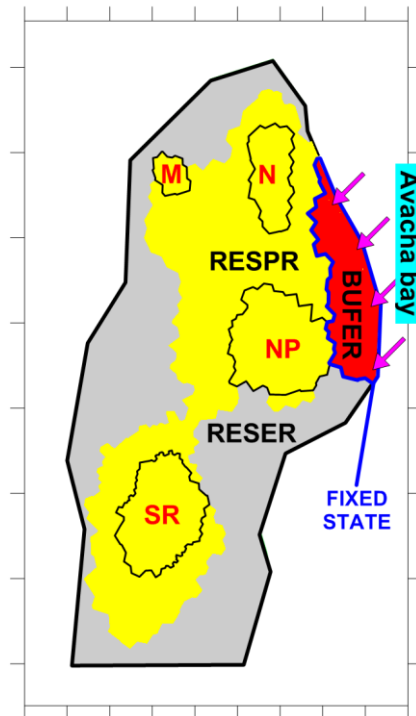 M
N
Avacha bay
RESPR
BUFER
NP
RESER
SR
FIXED
STATE